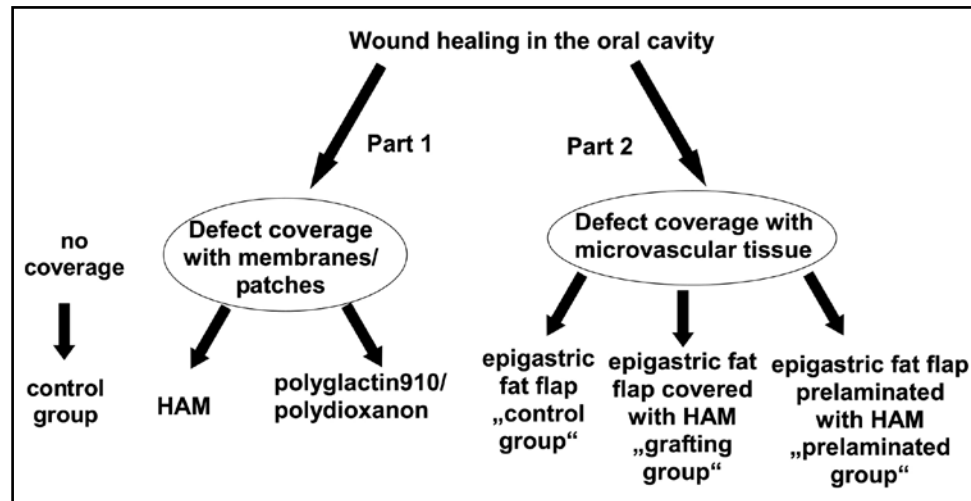 Wound healing in the oral cavity
Part 1
Part 2
no
coverage
control
group
Defect coverage
with membranes/
patches
HAM
polyglactin910/
polydioxanon
Defect coverage with
microvascular tissue
epigastric
fat flap
„control
group“
epigastric fat
flap covered
with HAM
„grafting
group“
epigastric fat flap
prelaminated
with HAM
„prelaminated
group“